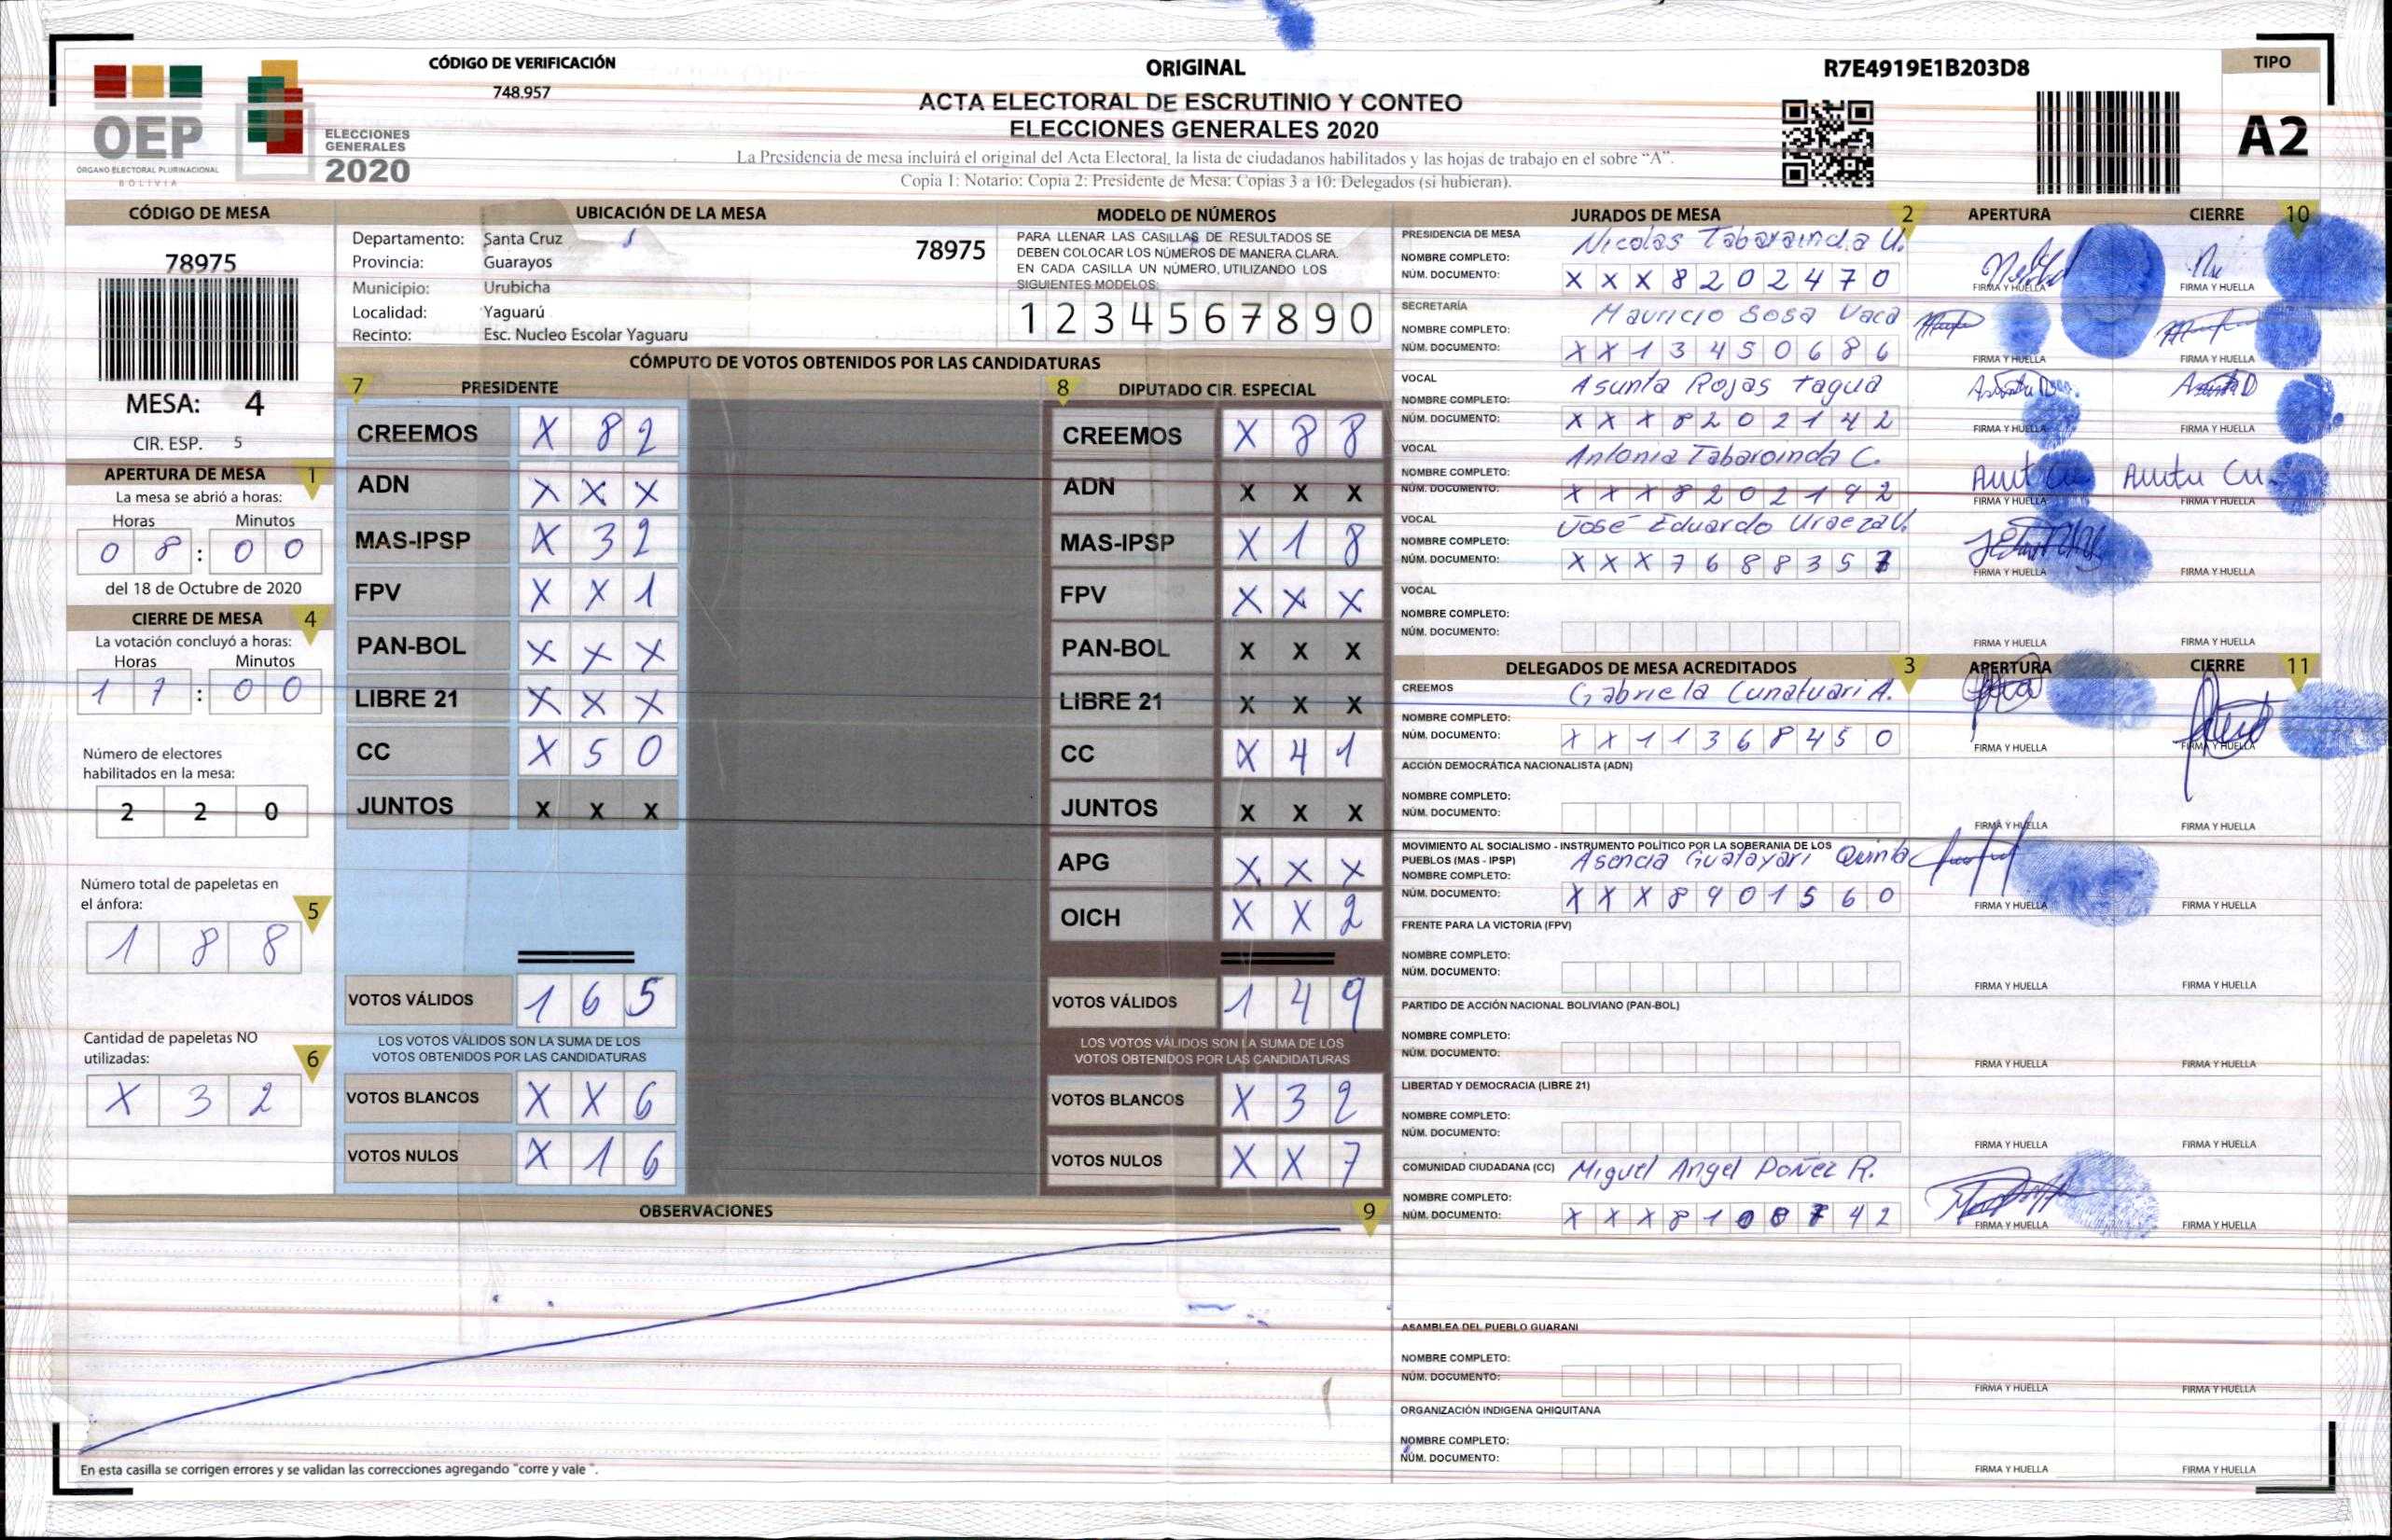 CÓDIGO DE VERIFICACIÓN
748.957
ORIGINAL
ACTA ELECTORAL DE ESCRUTINIO Y CONTEO
ELECCIONES GENERALES 2020
La Presidencia de mesa incluirá el original del Acta Electoral, la lista de ciudadanos habilitados y las hojas de trabajo en el sobre "A".
Copia 1: Notario: Copia 2: Presidente de Mesa: Copias 3 a 10: Delegados (si hubieran).
R7E4919E1B203D8
TIPO
A2
OEP
ÓRGANO ELECTORAL PLURINACIONAL
BOLIVIA
ELECCIONES
GENERALES
2020
CÓDIGO DE MESA
78975
MESA: 4
CIR. ESP. 5
APERTURA DE MESA 1
La mesa se abrió a horas:
Horas Minutos
0 8 : 0 0
del 18 de Octubre de 2020
CIERRE DE MESA 4
La votación concluyó a horas:
Horas Minutos
1 7 : 0 0
Número de electores
habilitados en la mesa:
2 2 0
Número total de papeletas en
el ánfora: 5
1 8 8
Cantidad de papeletas NO
utilizadas: 6
X 3 2
UBICACIÓN DE LA MESA
Departamento: Santa Cruz
78975
Provincia: Guarayos
Municipio: Urubicha
Localidad: Yaguarú
Recinto: Esc. Nucleo Escolar Yaguaru
MODELO DE NÚMEROS
PARA LLENAR LAS CASILLAS DE RESULTADOS SE
DEBEN COLOCAR LOS NÚMEROS DE MANERA CLARA.
EN CADA CASILLA UN NÚMERO, UTILIZANDO LOS
SIGUIENTES MODELOS:
1 2 3 4 5 6 7 8 9 0
CÓMPUTO DE VOTOS OBTENIDOS POR LAS CANDIDATURAS
7 PRESIDENTE
CREEMOS X 8 2
ADN X X X
MAS-IPSP X 3 2
FPV X X 1
PAN-BOL X X X
LIBRE 21 X X X
CC X 5 0
JUNTOS X X X
VOTOS VÁLIDOS 1 6 5
LOS VOTOS VÁLIDOS SON LA SUMA DE LOS
VOTOS OBTENIDOS POR LAS CANDIDATURAS
VOTOS BLANCOS X X 6
VOTOS NULOS X 1 6
8 DIPUTADO CIR. ESPECIAL
CREEMOS X 8 8
ADN X X X
MAS-IPSP X 1 8
FPV X X X
PAN-BOL X X X
LIBRE 21 X X X
CC X 4 1
JUNTOS X X X
APG X X X
OICH X X 2
VOTOS VÁLIDOS 1 4 9
LOS VOTOS VÁLIDOS SON LA SUMA DE LOS
VOTOS OBTENIDOS POR LAS CANDIDATURAS
VOTOS BLANCOS X 3 2
VOTOS NULOS X X 7
OBSERVACIONES 9
En esta casilla se corrigen errores y se validan las correcciones agregando "corre y vale".
JURADOS DE MESA 2 APERTURA CIERRE 10
PRESIDENCIA DE MESA
NOMBRE COMPLETO: Nicolas Tabarainda U.
NÚM. DOCUMENTO: X X X 8 2 0 2 4 7 0
FIRMA Y HUELLA FIRMA Y HUELLA
SECRETARÍA
NOMBRE COMPLETO: Mauricio Sosa Vaca
NÚM. DOCUMENTO: X X 1 3 4 5 0 6 8 6
FIRMA Y HUELLA FIRMA Y HUELLA
VOCAL
NOMBRE COMPLETO: Asunta Rojas Tagua
NÚM. DOCUMENTO: X X X 8 2 0 2 1 4 2
FIRMA Y HUELLA FIRMA Y HUELLA
VOCAL
NOMBRE COMPLETO: Antonia Tabaroinda C.
NÚM. DOCUMENTO: X X X 8 2 0 2 1 9 2
FIRMA Y HUELLA FIRMA Y HUELLA
VOCAL
NOMBRE COMPLETO: José Eduardo
NÚM. DOCUMENTO: X X X 7 6 8 8 3 5
FIRMA Y HUELLA FIRMA Y HUELLA
VOCAL
NOMBRE COMPLETO:
NÚM. DOCUMENTO:
FIRMA Y HUELLA FIRMA Y HUELLA
DELEGADOS DE MESA ACREDITADOS 3 APERTURA CIERRE 11
CREEMOS
NOMBRE COMPLETO: Gabriela Cunatuari A.
NÚM. DOCUMENTO: X X 1 1 3 6 8 4 5 0
FIRMA Y HUELLA FIRMA Y HUELLA
ACCIÓN DEMOCRÁTICA NACIONALISTA (ADN)
NOMBRE COMPLETO:
NÚM. DOCUMENTO:
FIRMA Y HUELLA FIRMA Y HUELLA
MOVIMIENTO AL SOCIALISMO - INSTRUMENTO POLÍTICO POR LA SOBERANIA DE LOS
PUEBLOS (MAS - IPSP)
NOMBRE COMPLETO: Asencia Guatayari
NÚM. DOCUMENTO: X X X 8 9 0 1 5 6 0
FIRMA Y HUELLA FIRMA Y HUELLA
FRENTE PARA LA VICTORIA (FPV)
NOMBRE COMPLETO:
NÚM. DOCUMENTO:
FIRMA Y HUELLA FIRMA Y HUELLA
PARTIDO DE ACCIÓN NACIONAL BOLIVIANO (PAN-BOL)
NOMBRE COMPLETO:
NÚM. DOCUMENTO:
FIRMA Y HUELLA FIRMA Y HUELLA
LIBERTAD Y DEMOCRACIA (LIBRE 21)
NOMBRE COMPLETO:
NÚM. DOCUMENTO:
FIRMA Y HUELLA FIRMA Y HUELLA
COMUNIDAD CIUDADANA (CC)
NOMBRE COMPLETO: Miguel Angel Poñez R.
NÚM. DOCUMENTO: X X X 8 1 0 4 2
FIRMA Y HUELLA FIRMA Y HUELLA
ASAMBLEA DEL PUEBLO GUARANI
NOMBRE COMPLETO:
NÚM. DOCUMENTO:
FIRMA Y HUELLA FIRMA Y HUELLA
ORGANIZACIÓN INDIGENA QHIQUITANA
NOMBRE COMPLETO:
NÚM. DOCUMENTO:
FIRMA Y HUELLA FIRMA Y HUELLA